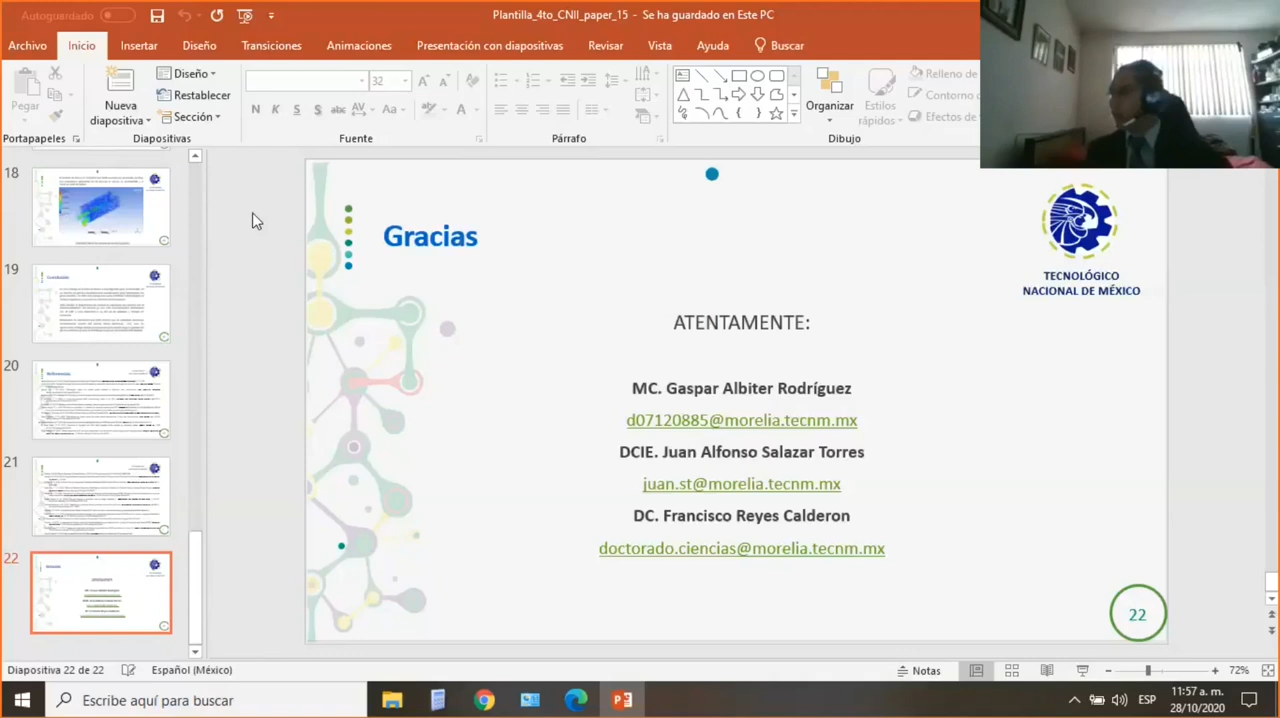 Autoguardado
Plantilla_4to_CNII_paper_15 - Se ha guardado en Este PC
Archivo Inicio Insertar Diseño Transiciones Animaciones Presentación con diapositivas Revisar Vista Ayuda Buscar
Pegar
Nueva diapositiva
Diseño
Restablecer
Sección
32
N K S S abc AV Aa A
Organizar
Estilos rápidos
Relleno de
Contorno
Efectos de
Portapapeles Diapositivas Fuente Párrafo Dibujo
18
19
20
21
22
Gracias
TECNOLÓGICO
NACIONAL DE MÉXICO
ATENTAMENTE:
MC. Gaspar Albiter Rodríguez
d07120885@morelia.tecnm.mx
DCIE. Juan Alfonso Salazar Torres
juan.st@morelia.tecnm.mx
DC. Francisco Reyes Calderon
doctorado.ciencias@morelia.tecnm.mx
22
Diapositiva 22 de 22 Español (México) Notas 72%
Escribe aquí para buscar
ESP
11:57 a. m.
28/10/2020